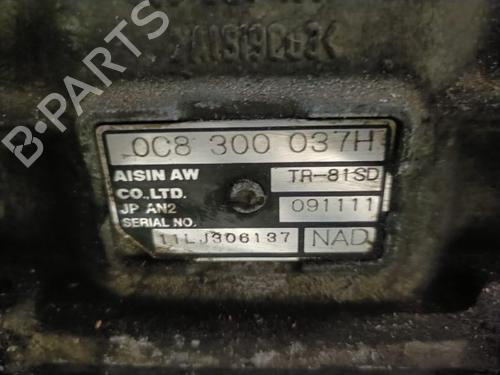 B-PARTS
0C8 300 037H
AISIN AW TR-81SD
CO.,LTD.
JP AN2 091111
SERIAL NO.
11LJ306137 NAD